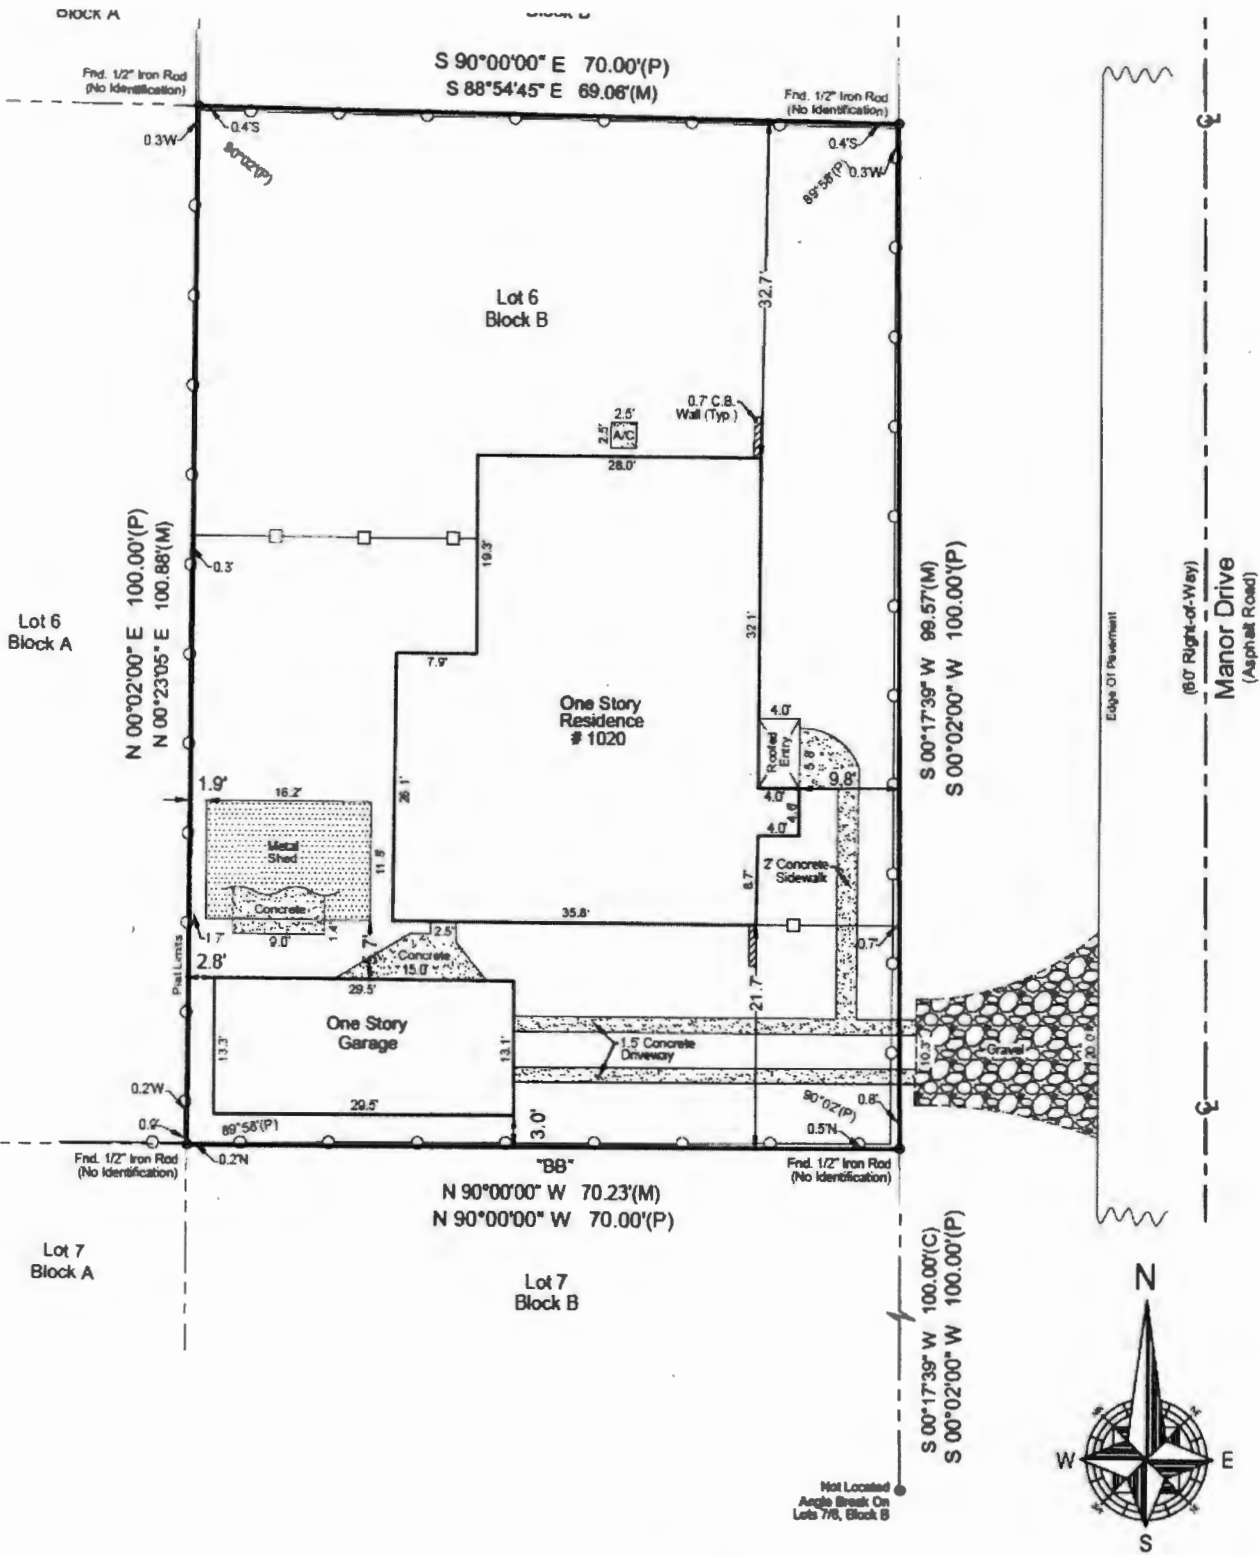 Block A
Block B
S 90°00'00" E 70.00'(P)
S 88°54'45" E 69.06'(M)
Fnd. 1/2" Iron Rod
(No Identification)
Fnd. 1/2" Iron Rod
(No Identification)
0.3'W
0.4'S
90°02'(P)
0.4'S
89°58'(P)
0.3'W
℄
Lot 6
Block B
32.7'
0.7' C.B.
Wall (Typ.)
2.5'
2.5'
A/C
28.0'
19.3'
0.3'
N 00°02'00" E 100.00'(P)
N 00°23'05" E 100.88'(M)
Lot 6
Block A
7.9'
32.1'
One Story
Residence
# 1020
26.1'
4.0'
Roofed
Entry
5.8'
9.8'
4.0'
4.6'
4.0'
8.7'
2' Concrete
Sidewalk
S 00°17'39" W 99.57'(M)
S 00°02'00" W 100.00'(P)
Edge Of Pavement
(60' Right-of-Way)
Manor Drive
(Asphalt Road)
1.9'
16.2'
Metal
Shed
11.8'
Concrete
9.0'
1.4'
1.7'
35.8'
2.5'
Concrete
15.0'
0.7'
Plat Limits
2.8'
29.5'
One Story
Garage
13.3'
13.1'
29.5'
21.7'
1.5' Concrete
Driveway
10.3'
Gravel
20.0'
0.2'W
0.9'
89°58'(P)
3.0'
90°02'(P)
0.6'
0.5'N
℄
Fnd. 1/2" Iron Rod
(No Identification)
0.2'N
"BB"
Fnd. 1/2" Iron Rod
(No Identification)
N 90°00'00" W 70.23'(M)
N 90°00'00" W 70.00'(P)
Lot 7
Block A
Lot 7
Block B
S 00°17'39" W 100.00'(C)
S 00°02'00" W 100.00'(P)
Not Located
Angle Break On
Lots 7/8, Block B
N
W
E
S